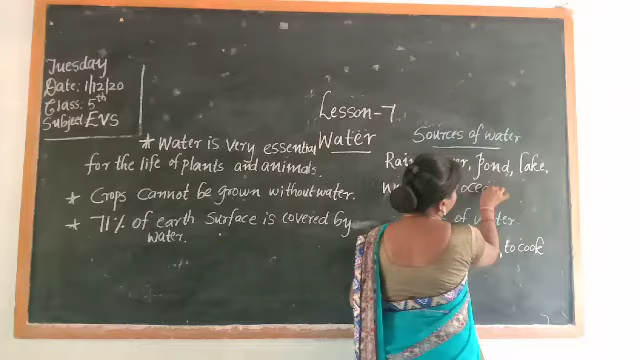 Tuesday
Date: 1/12/20
Class: 5th
Subject: EVS
Lesson-7
Water
* Water is very essential
for the life of plants and animals.
* Crops cannot be grown without water.
* 71% of earth surface is covered by
water.
Sources of water
Rain, Pond, lake,
of water
, to cook